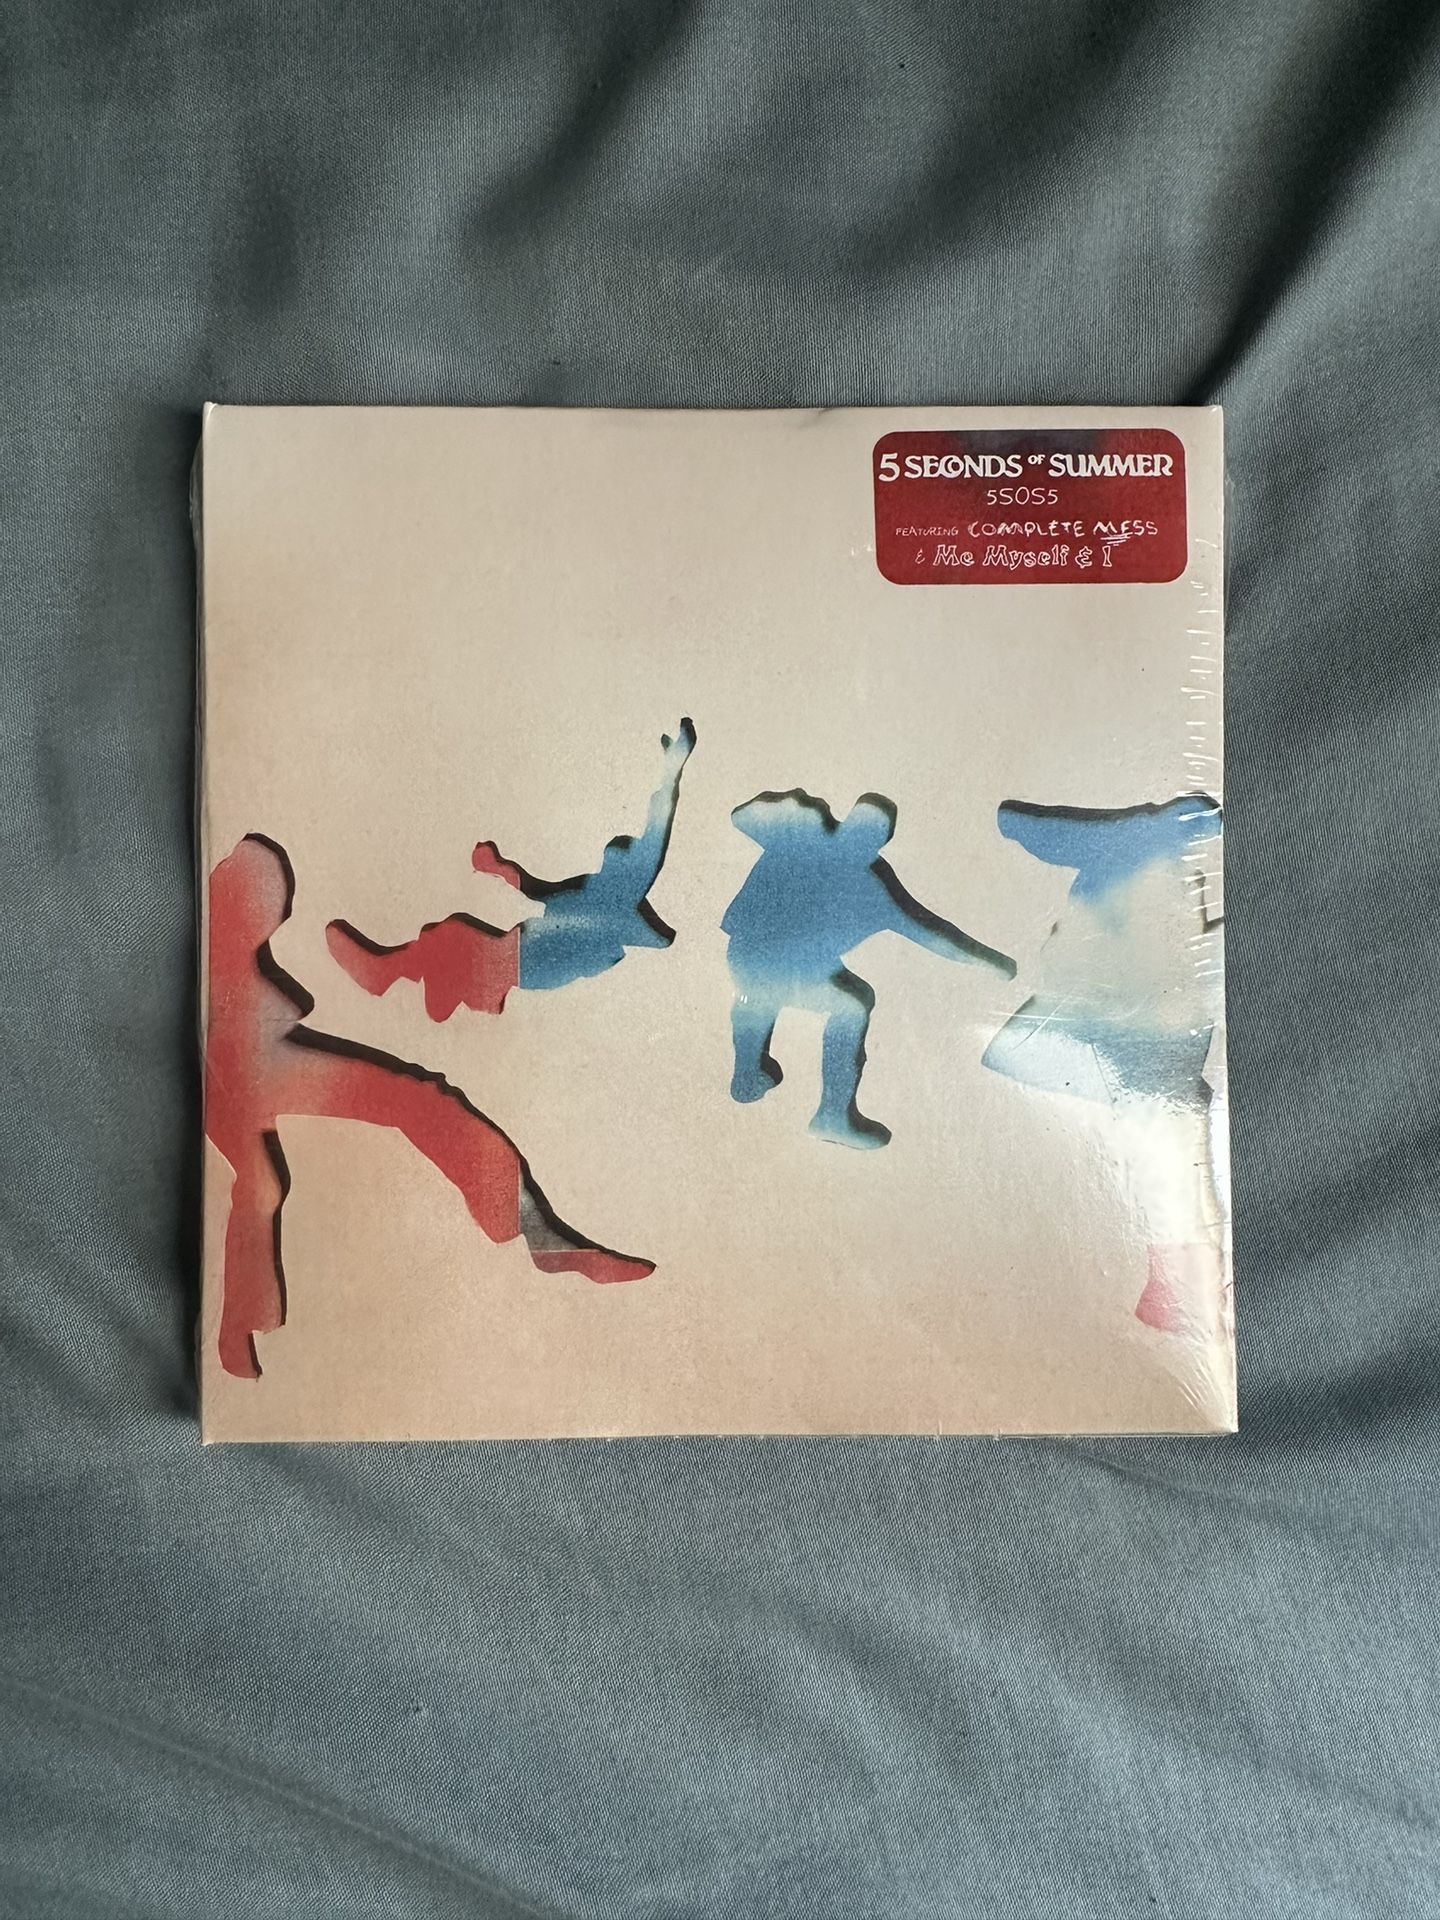 5 SECONDS OF SUMMER
5SOS5
FEATURING COMPLETE MESS
& Me Myself & I